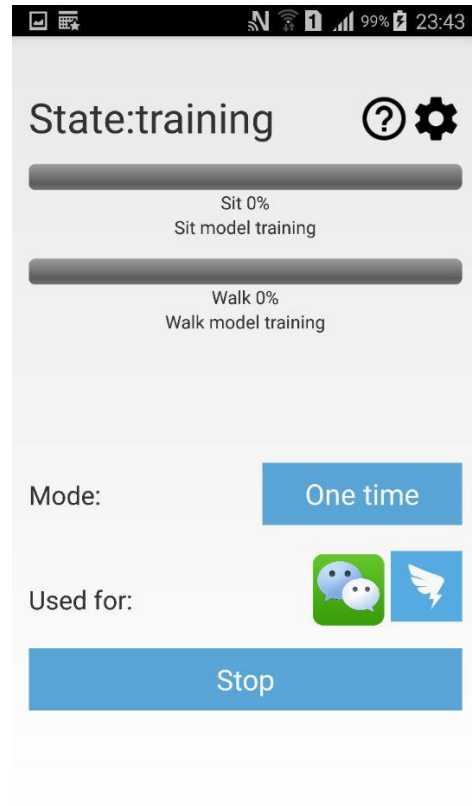 1 99% 23:43
State:training
Sit 0%
Sit model training
Walk 0%
Walk model training
Mode: One time
Used for:
Stop